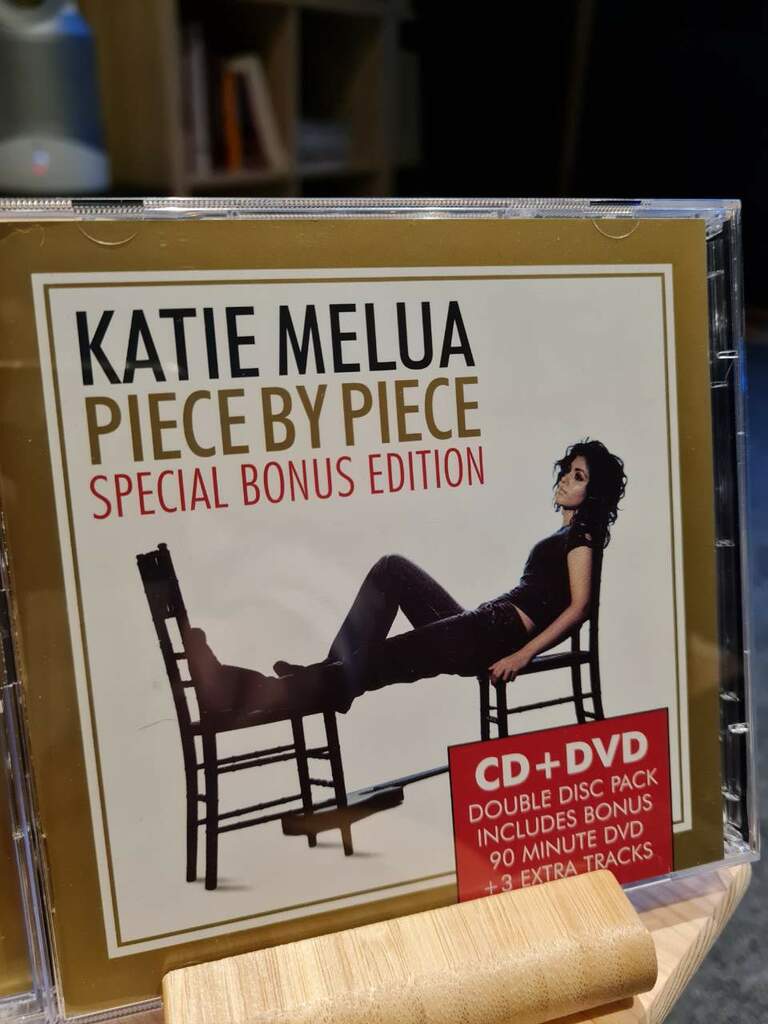 KATIE MELUA
PIECE BY PIECE
SPECIAL BONUS EDITION
CD+DVD
DOUBLE DISC PACK
INCLUDES BONUS
90 MINUTE DVD
+ 3 EXTRA TRACKS